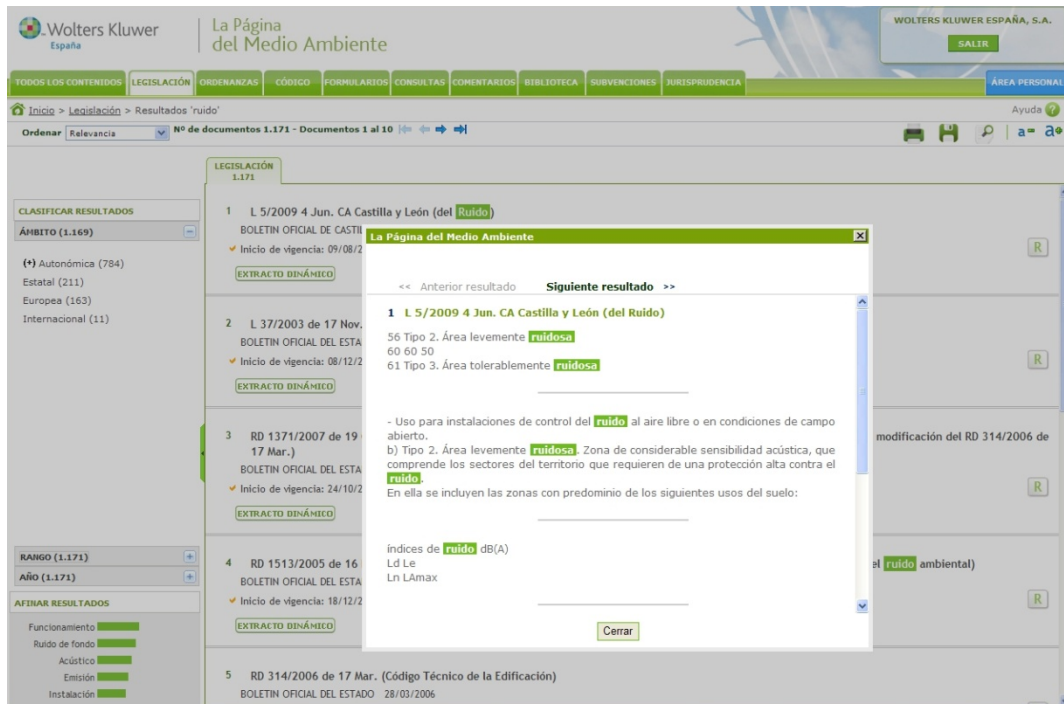 Wolters Kluwer
España
La Página
del Medio Ambiente
WOLTERS KLUWER ESPAÑA, S.A.
SALIR
TODOS LOS CONTENIDOS LEGISLACIÓN ORDENANZAS CÓDIGO FORMULARIOS CONSULTAS COMENTARIOS BIBLIOTECA SUBVENCIONES JURISPRUDENCIA ÁREA PERSONAL
Inicio > Legislación > Resultados 'ruido' Ayuda ?
Ordenar Relevancia Nº de documentos 1.171 - Documentos 1 al 10
LEGISLACIÓN
1.171
CLASIFICAR RESULTADOS
ÁMBITO (1.169)
(+) Autonómica (784)
Estatal (211)
Europea (163)
Internacional (11)
RANGO (1.171)
AÑO (1.171)
AFINAR RESULTADOS
Funcionamiento
Ruido de fondo
Acústico
Emisión
Instalación
1 L 5/2009 4 Jun. CA Castilla y León (del Ruido)
BOLETIN OFICIAL DE CASTIL
Inicio de vigencia: 09/08/2
EXTRACTO DINÁMICO
R
2 L 37/2003 de 17 Nov.
BOLETIN OFICIAL DEL ESTA
Inicio de vigencia: 08/12/2
EXTRACTO DINÁMICO
R
3 RD 1371/2007 de 19 modificación del RD 314/2006 de
17 Mar.)
BOLETIN OFICIAL DEL ESTA
Inicio de vigencia: 24/10/2
EXTRACTO DINÁMICO
R
4 RD 1513/2005 de 16 el ruido ambiental)
BOLETIN OFICIAL DEL ESTA
Inicio de vigencia: 18/12/2
EXTRACTO DINÁMICO
R
5 RD 314/2006 de 17 Mar. (Código Técnico de la Edificación)
BOLETIN OFICIAL DEL ESTADO 28/03/2006
La Página del Medio Ambiente
<< Anterior resultado Siguiente resultado >>
1 L 5/2009 4 Jun. CA Castilla y León (del Ruido)
56 Tipo 2. Área levemente ruidosa
60 60 50
61 Tipo 3. Área tolerablemente ruidosa
- Uso para instalaciones de control del ruido al aire libre o en condiciones de campo
abierto.
b) Tipo 2. Área levemente ruidosa. Zona de considerable sensibilidad acústica, que
comprende los sectores del territorio que requieren de una protección alta contra el
ruido.
En ella se incluyen las zonas con predominio de los siguientes usos del suelo:
índices de ruido dB(A)
Ld Le
Ln LAmax
Cerrar